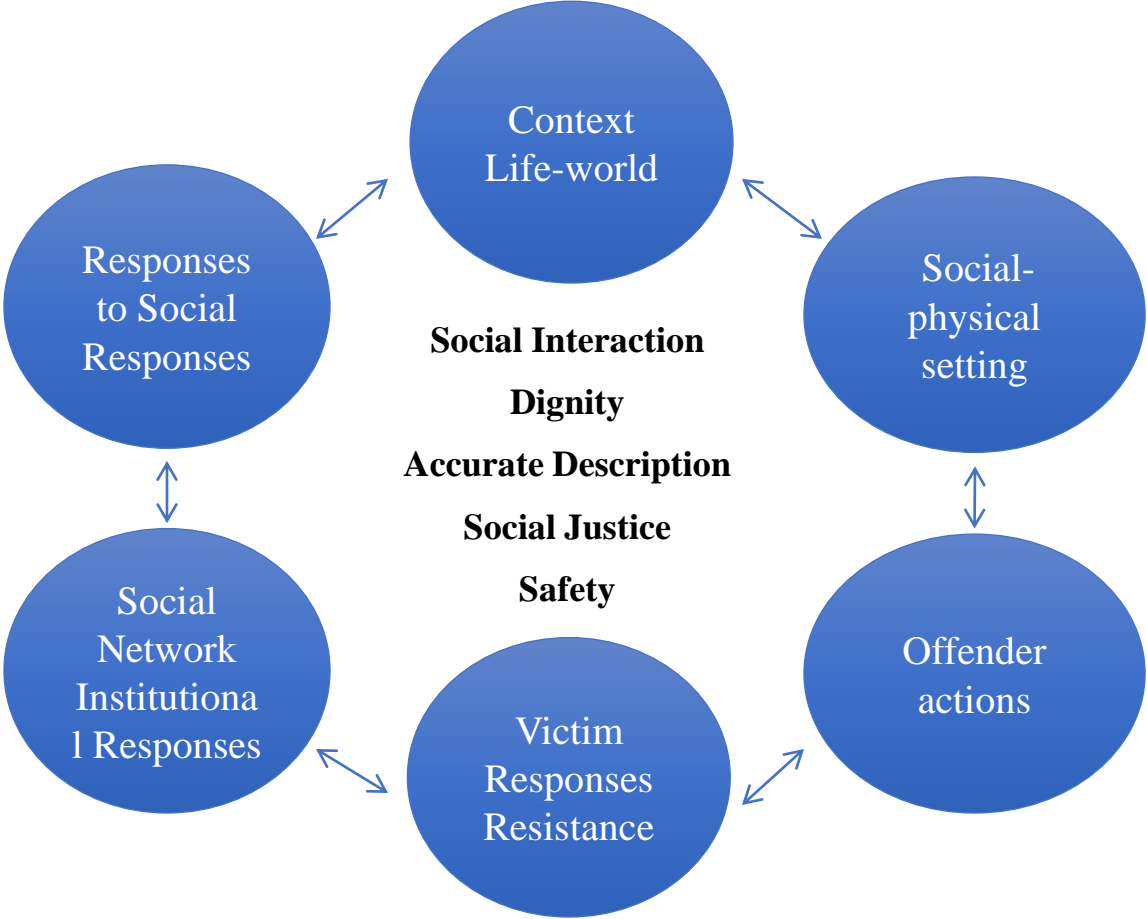 Context
Life-world
Responses
to Social
Responses
Social-
physical
setting
Social Interaction
Dignity
Accurate Description
Social Justice
Safety
Social
Network
Institutiona
l Responses
Offender
actions
Victim
Responses
Resistance